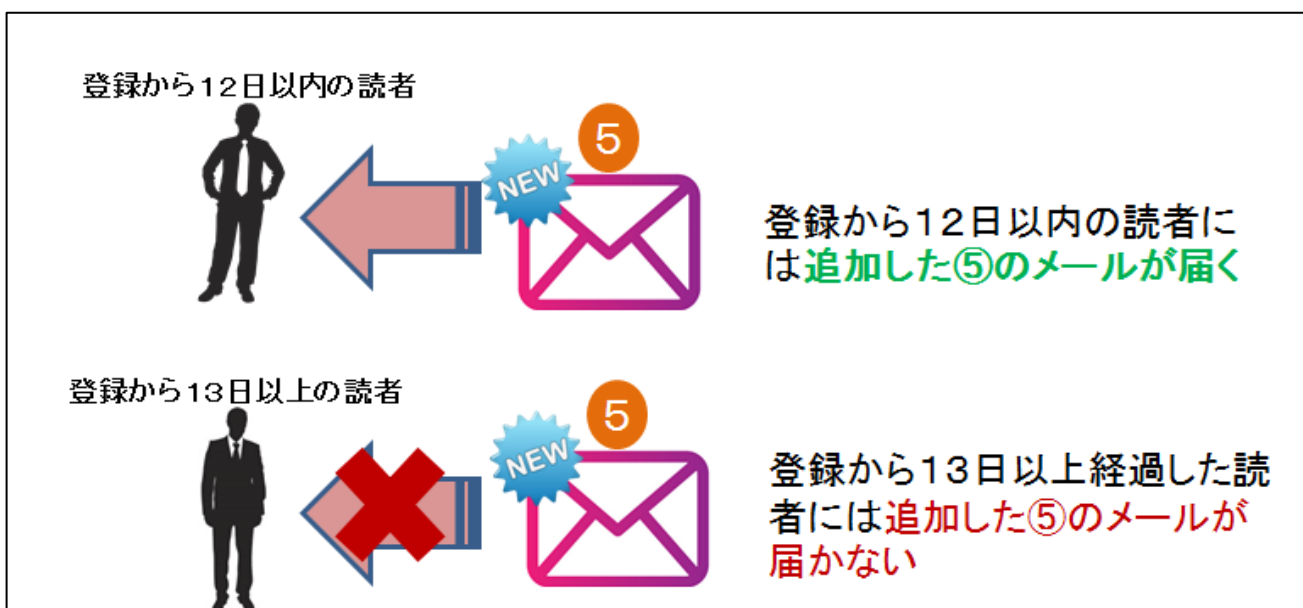 登録から12日以内の読者
5
NEW
登録から12日以内の読者に
は追加した⑤のメールが届く
登録から13日以上の読者
5
NEW
登録から13日以上経過した読
者には追加した⑤のメールが
届かない